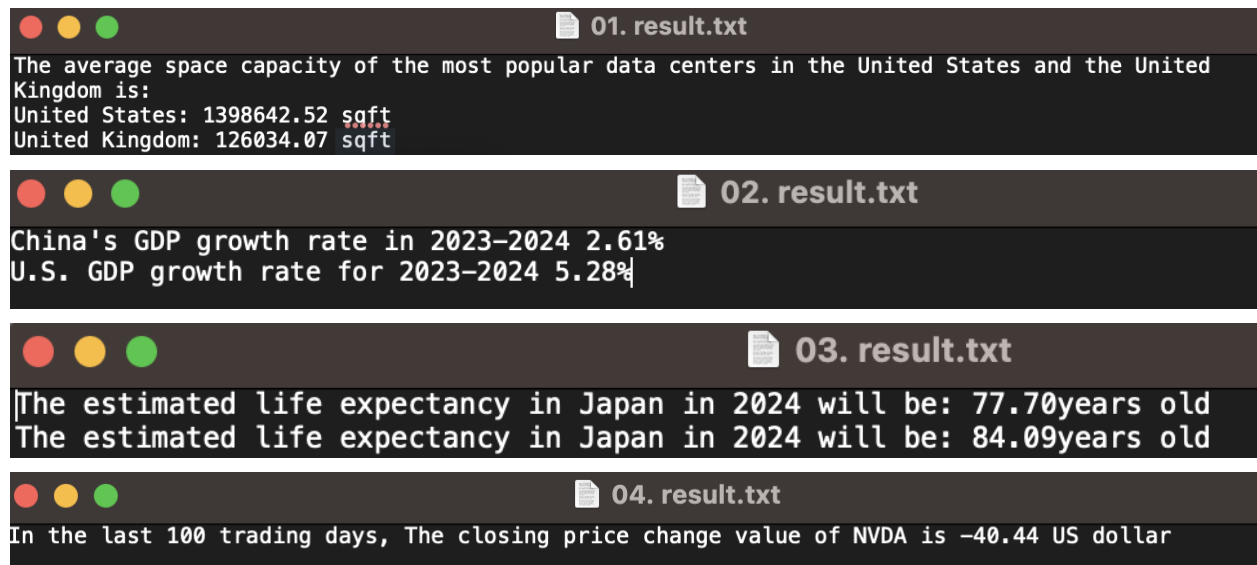 01. result.txt
The average space capacity of the most popular data centers in the United States and the United
Kingdom is:
United States: 1398642.52 sqft
United Kingdom: 126034.07 sqft
02. result.txt
China's GDP growth rate in 2023-2024 2.61%
U.S. GDP growth rate for 2023-2024 5.28%
03. result.txt
The estimated life expectancy in Japan in 2024 will be: 77.70years old
The estimated life expectancy in Japan in 2024 will be: 84.09years old
04. result.txt
In the last 100 trading days, The closing price change value of NVDA is -40.44 US dollar